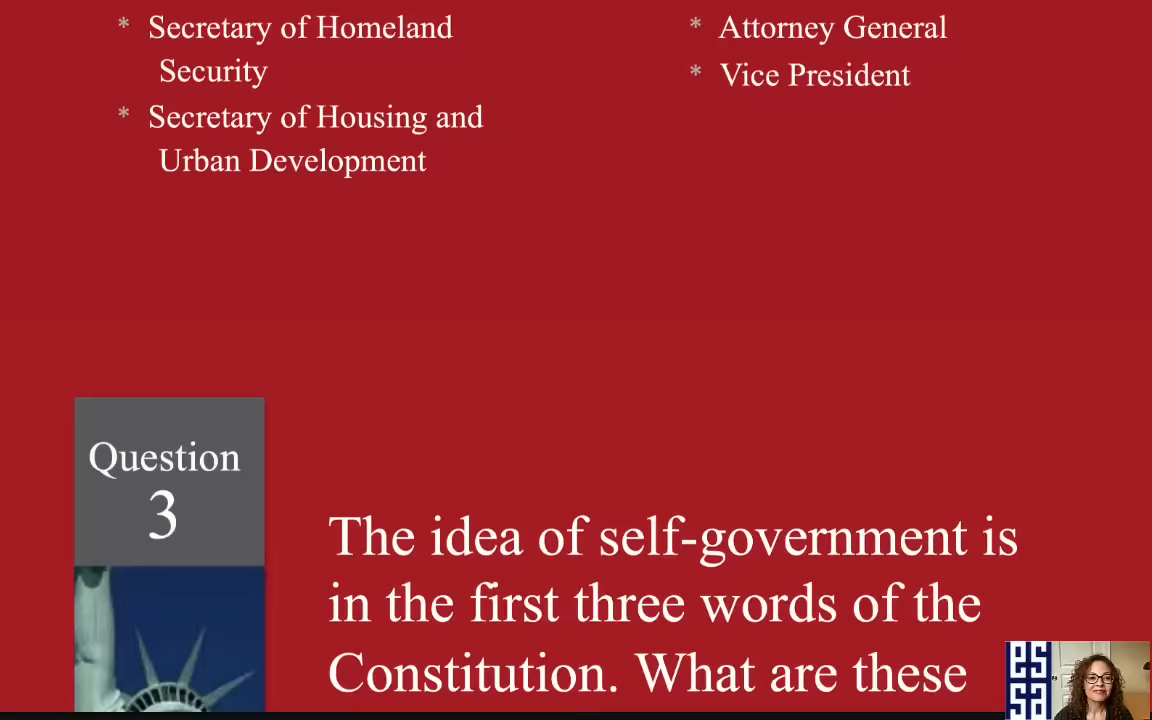 * Secretary of Homeland
Security
* Secretary of Housing and
Urban Development
* Attorney General
* Vice President
Question
3
The idea of self-government is
in the first three words of the
Constitution. What are these